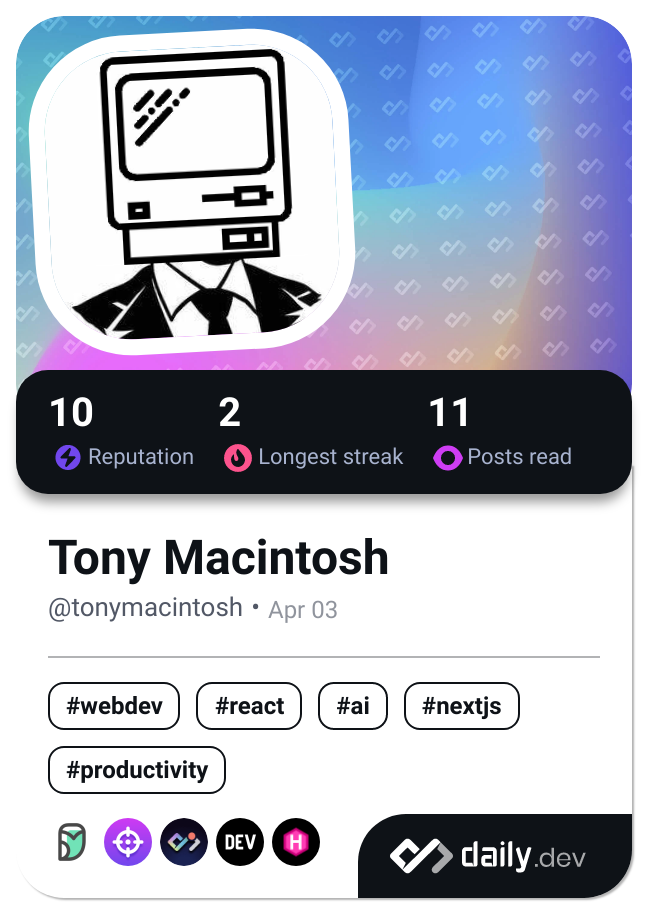 10 2 11
Reputation Longest streak Posts read
Tony Macintosh
@tonymacintosh • Apr 03
#webdev #react #ai #nextjs
#productivity
DEV H daily.dev